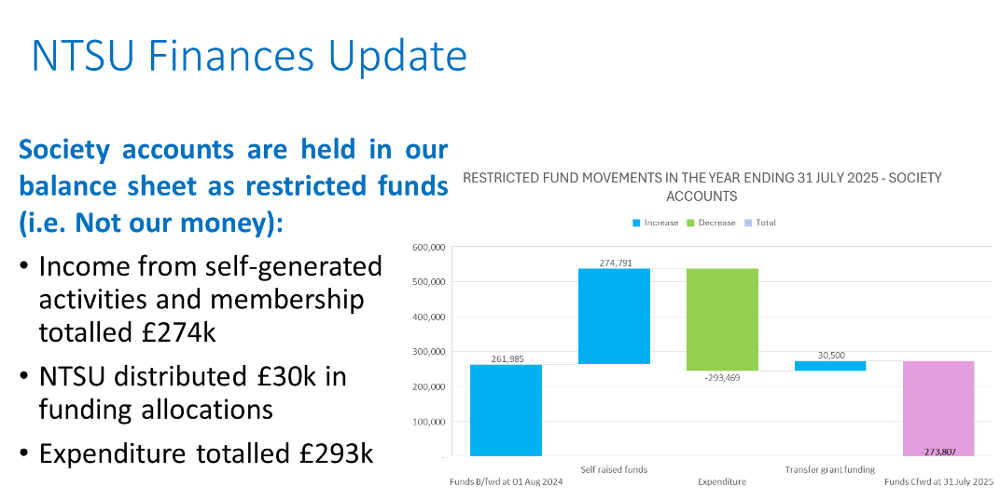 NTSU Finances Update
Society accounts are held in our
balance sheet as restricted funds
(i.e. Not our money):
• Income from self-generated
activities and membership
totalled £274k
• NTSU distributed £30k in
funding allocations
• Expenditure totalled £293k
RESTRICTED FUND MOVEMENTS IN THE YEAR ENDING 31 JULY 2025 - SOCIETY
ACCOUNTS
Increase Decrease Total
600,000
500,000
400,000
300,000
200,000
100,000
-
261,985
274,791
-293,469
30,500
-273,807
Funds B/fwd at 01 Aug 2024
Self raised funds
Expenditure
Transfer grant funding
Funds Cfwd at 31 July 2025